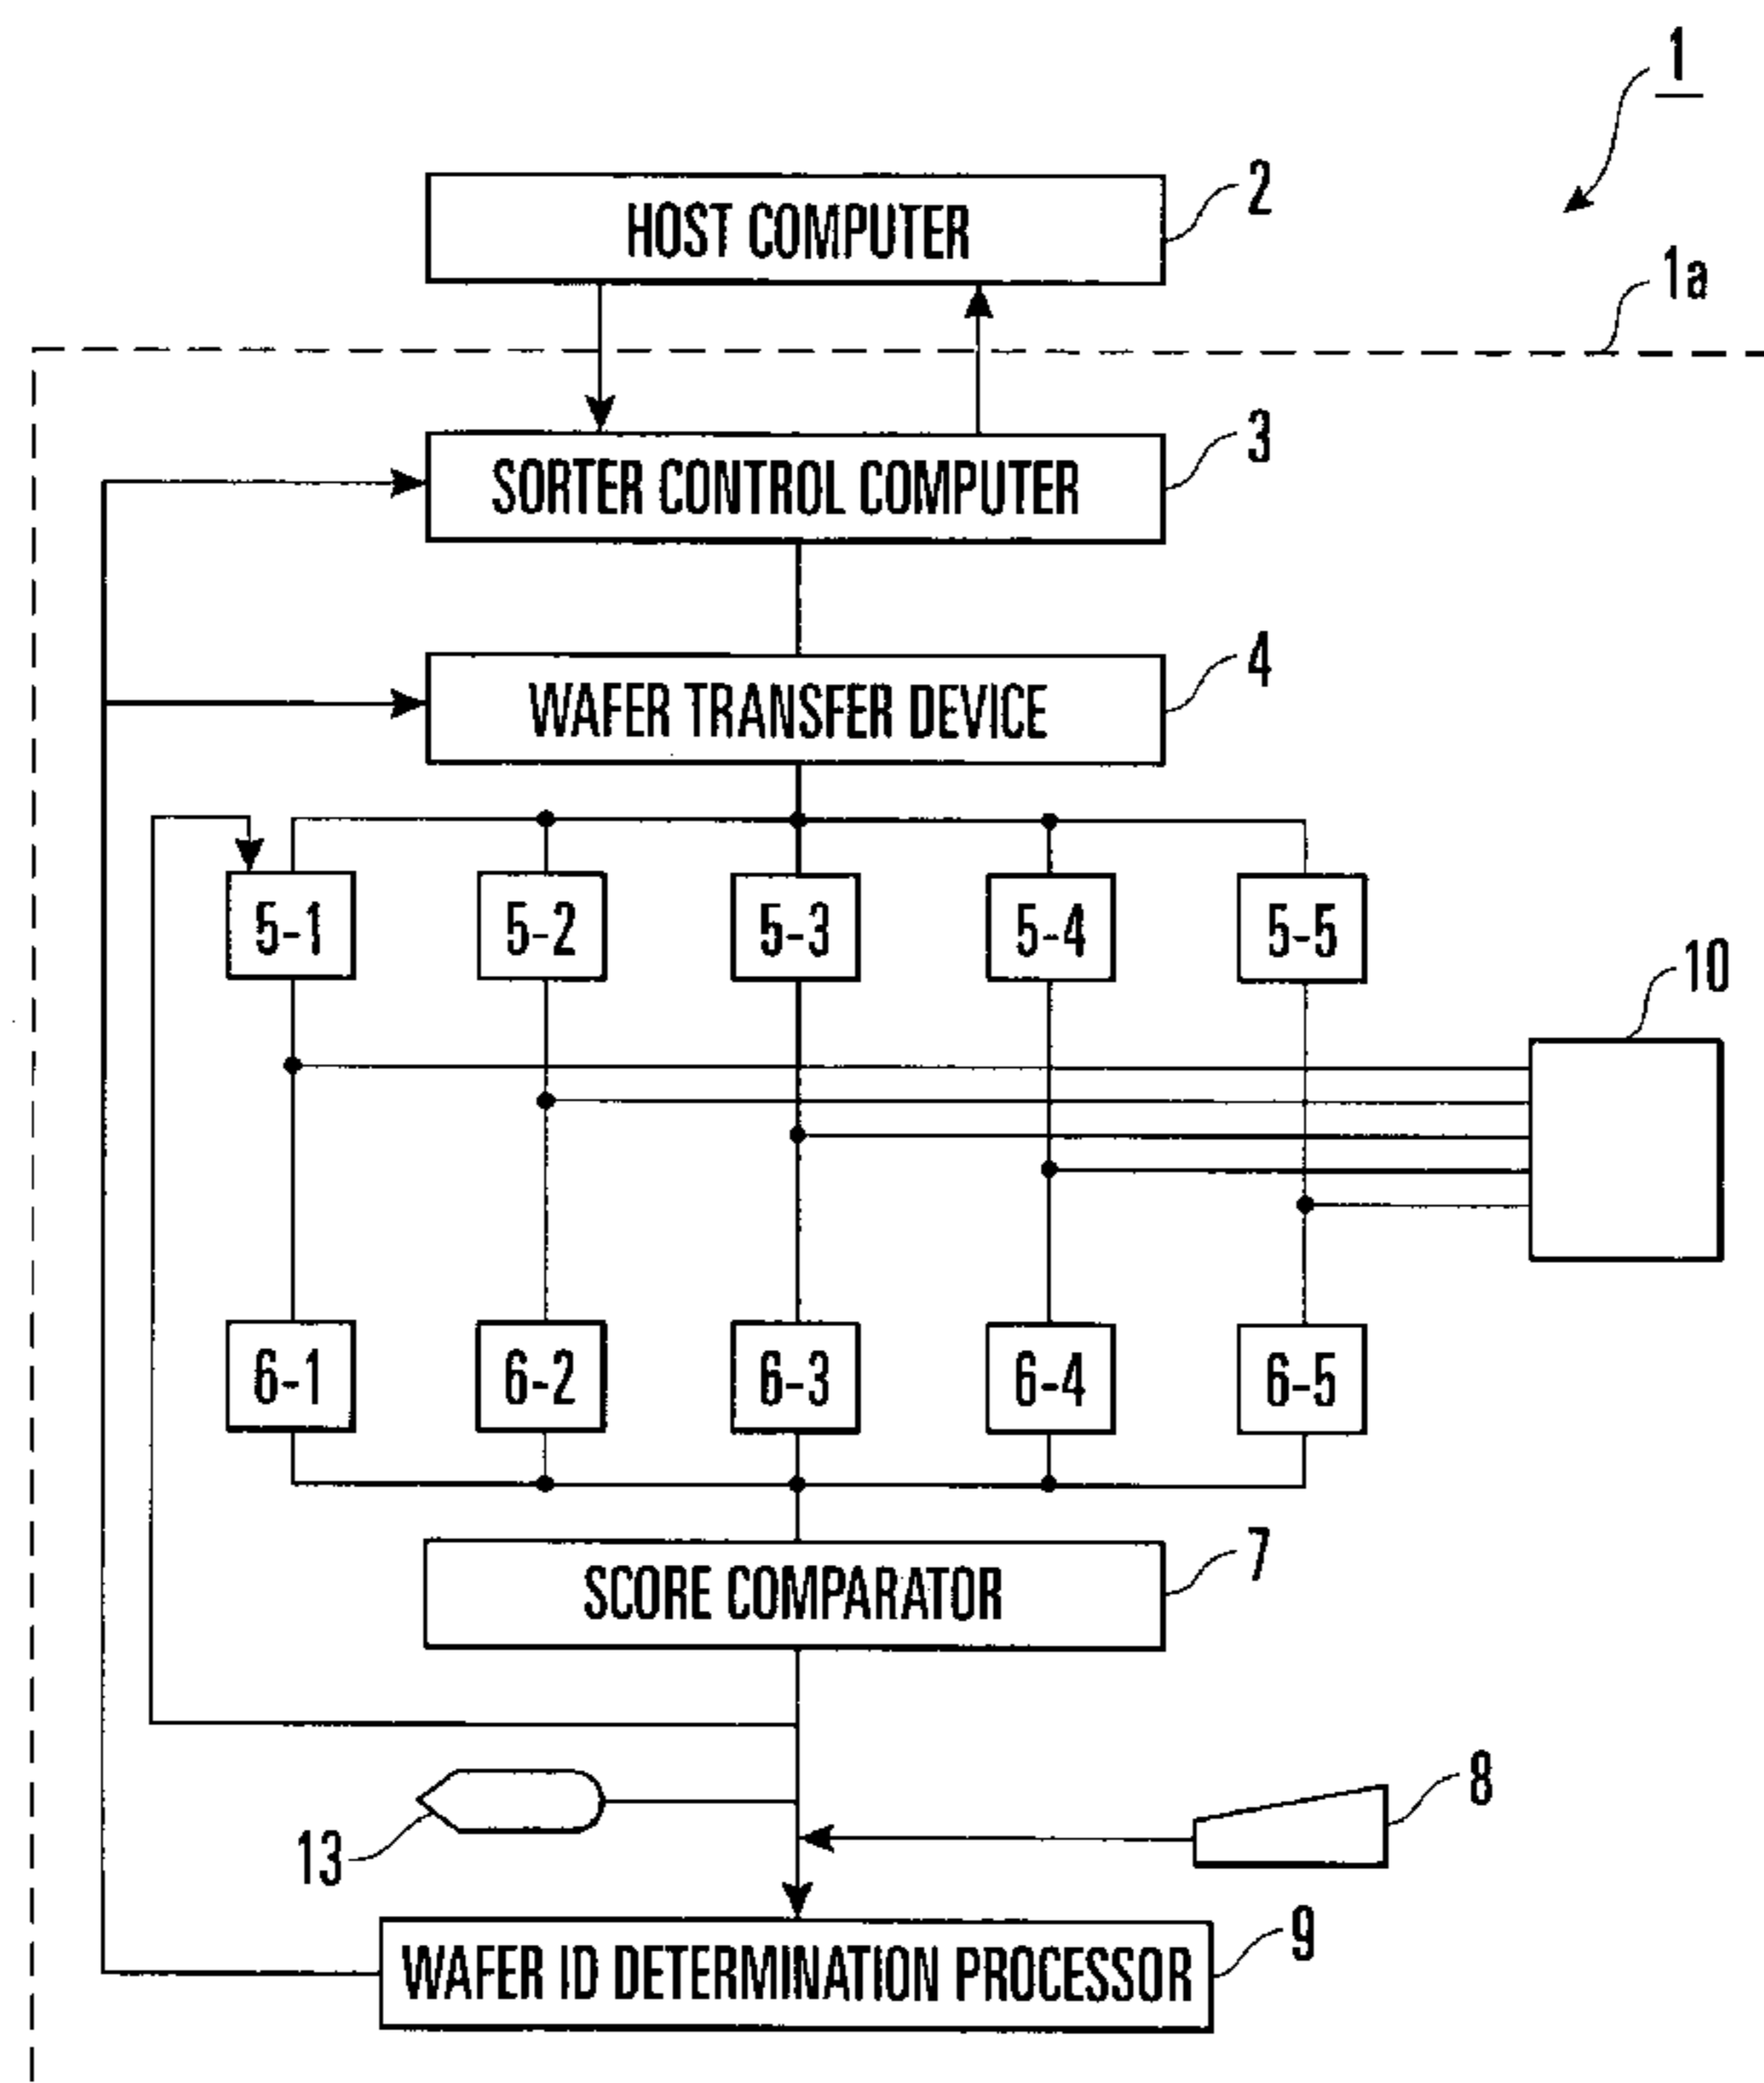 1
2
HOST COMPUTER
1a
3
SORTER CONTROL COMPUTER
4
WAFER TRANSFER DEVICE
5-1 5-2 5-3 5-4 5-5
10
6-1 6-2 6-3 6-4 6-5
7
SCORE COMPARATOR
8
13
9
WAFER ID DETERMINATION PROCESSOR